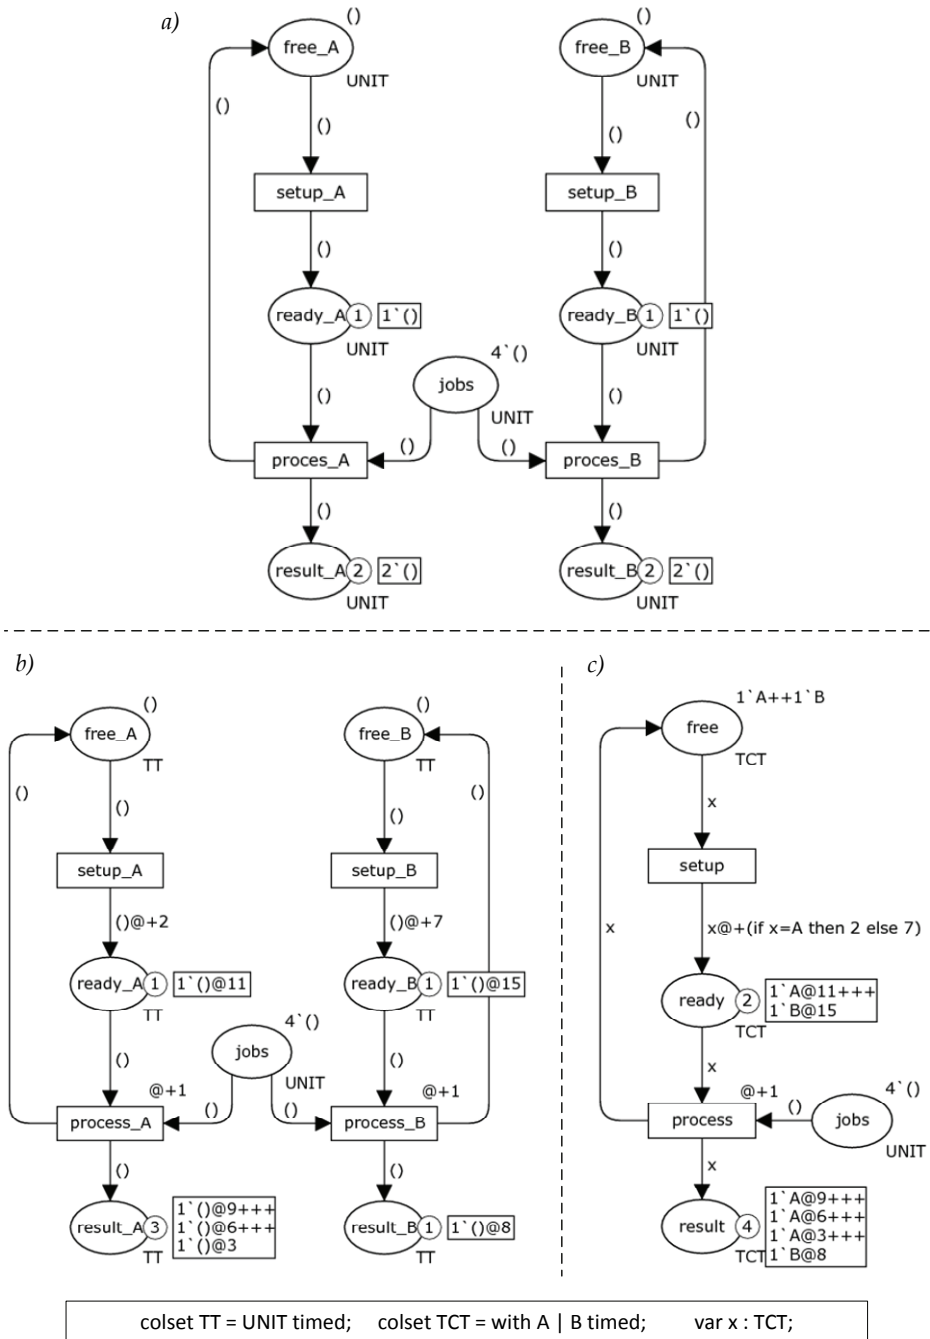 a)
()
()
free_A
free_B
UNIT
UNIT
()
()
()
()
setup_A
setup_B
()
()
ready_A
1
1`()
ready_B
1
1`()
UNIT
UNIT
4`()
jobs
UNIT
()
()
()
()
proces_A
proces_B
()
()
result_A
2
2`()
result_B
2
2`()
UNIT
UNIT
b)
()
()
free_A
free_B
TT
TT
()
()
()
()
setup_A
setup_B
()@+2
()@+7
ready_A
1
1`()@11
ready_B
1
1`()@15
TT
TT
4`()
jobs
UNIT
()
()
@+1
@+1
()
()
process_A
process_B
()
()
result_A
3
1`()@9+++
1`()@6+++
1`()@3
result_B
1
1`()@8
TT
TT
c)
1`A++1`B
free
TCT
x
setup
x
x@+(if x=A then 2 else 7)
ready
2
1`A@11+++
1`B@15
TCT
x
@+1
4`()
process
()
jobs
UNIT
x
result
4
1`A@9+++
1`A@6+++
1`A@3+++
1`B@8
TCT
colset TT = UNIT timed; colset TCT = with A | B timed; var x : TCT;